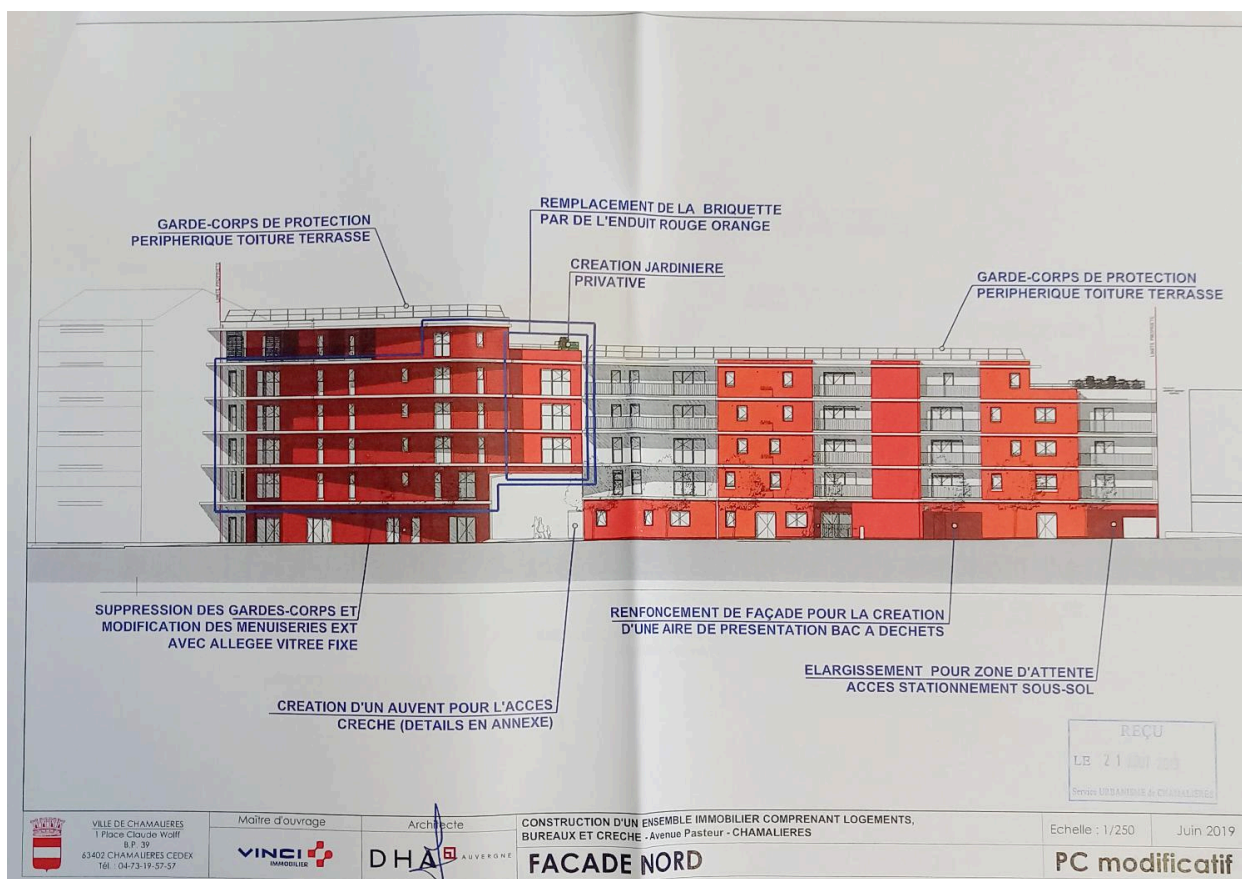 REMPLACEMENT DE LA BRIQUETTE
PAR DE L'ENDUIT ROUGE ORANGE
GARDE-CORPS DE PROTECTION
PERIPHERIQUE TOITURE TERRASSE
CREATION JARDINIERE
PRIVATIVE
GARDE-CORPS DE PROTECTION
PERIPHERIQUE TOITURE TERRASSE
SUPPRESSION DES GARDES-CORPS ET
MODIFICATION DES MENUISERIES EXT
AVEC ALLEGEE VITREE FIXE
RENFONCEMENT DE FAÇADE POUR LA CREATION
D'UNE AIRE DE PRESENTATION BAC A DECHETS
ELARGISSEMENT POUR ZONE D'ATTENTE
ACCES STATIONNEMENT SOUS-SOL
CREATION D'UN AUVENT POUR L'ACCES
CRECHE (DETAILS EN ANNEXE)
REÇU
LE 21
Service URBANISME de CHAMALIERES
VILLE DE CHAMALIERES
1 Place Claude Wolff
B.P. 39
63402 CHAMALIERES CEDEX
Tél. : 04-73-19-57-57
Maître d'ouvrage
VINCI
IMMOBILIER
Architecte
DHA AUVERGNE
CONSTRUCTION D'UN ENSEMBLE IMMOBILIER COMPRENANT LOGEMENTS,
BUREAUX ET CRECHE - Avenue Pasteur - CHAMALIERES
FACADE NORD
Echelle : 1/250
Juin 2019
PC modificatif